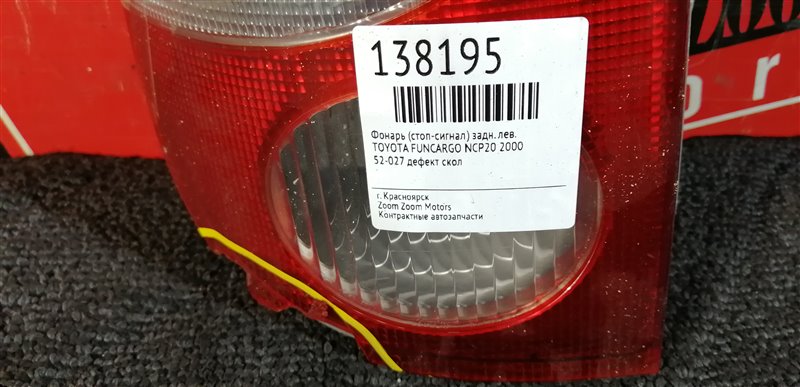 138195
Фонарь (стоп-сигнал) задн. лев.
TOYOTA FUNCARGO NCP20 2000
52-027 дефект скол
г. Красноярск
Zoom Zoom Motors
Контрактные автозапчасти